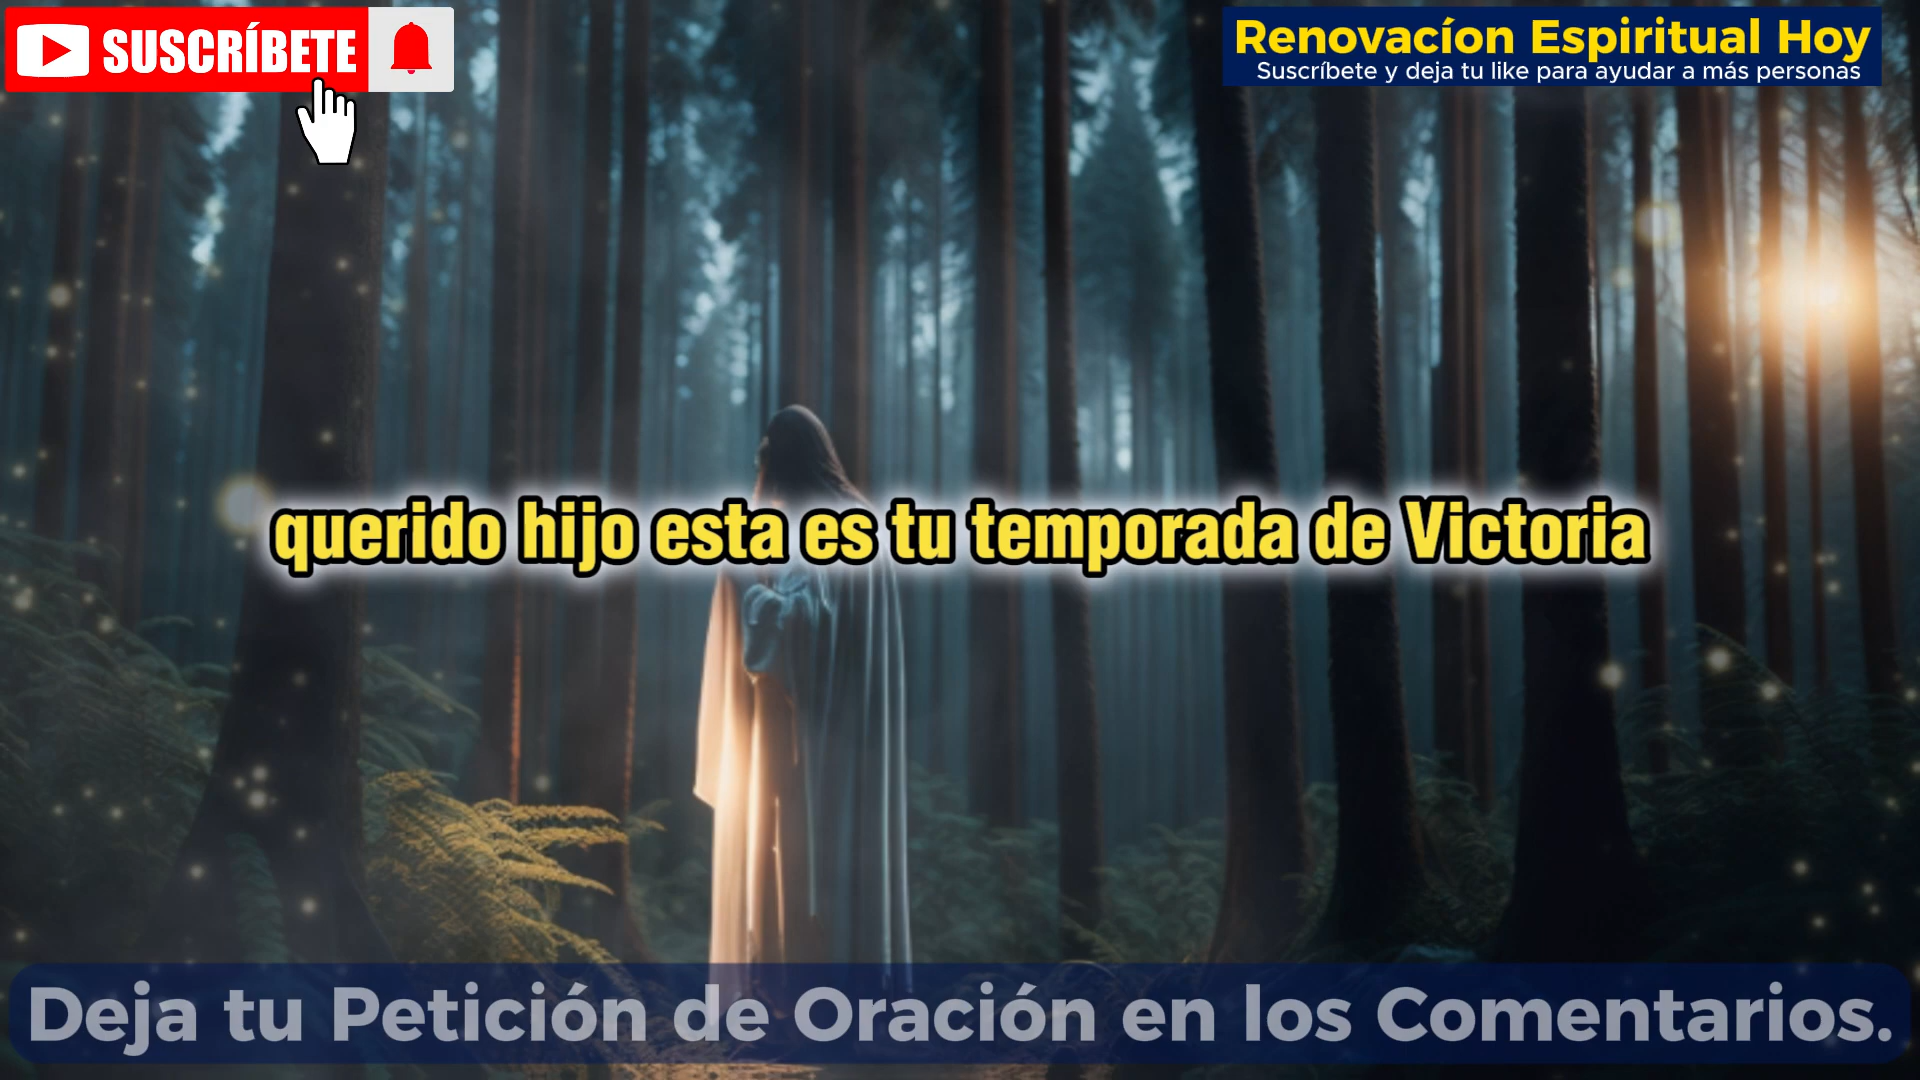 SUSCRÍBETE
Renovacíon Espiritual Hoy
Suscríbete y deja tu like para ayudar a más personas
querido hijo esta es tu temporada de Victoria
Deja tu Petición de Oración en los Comentarios.